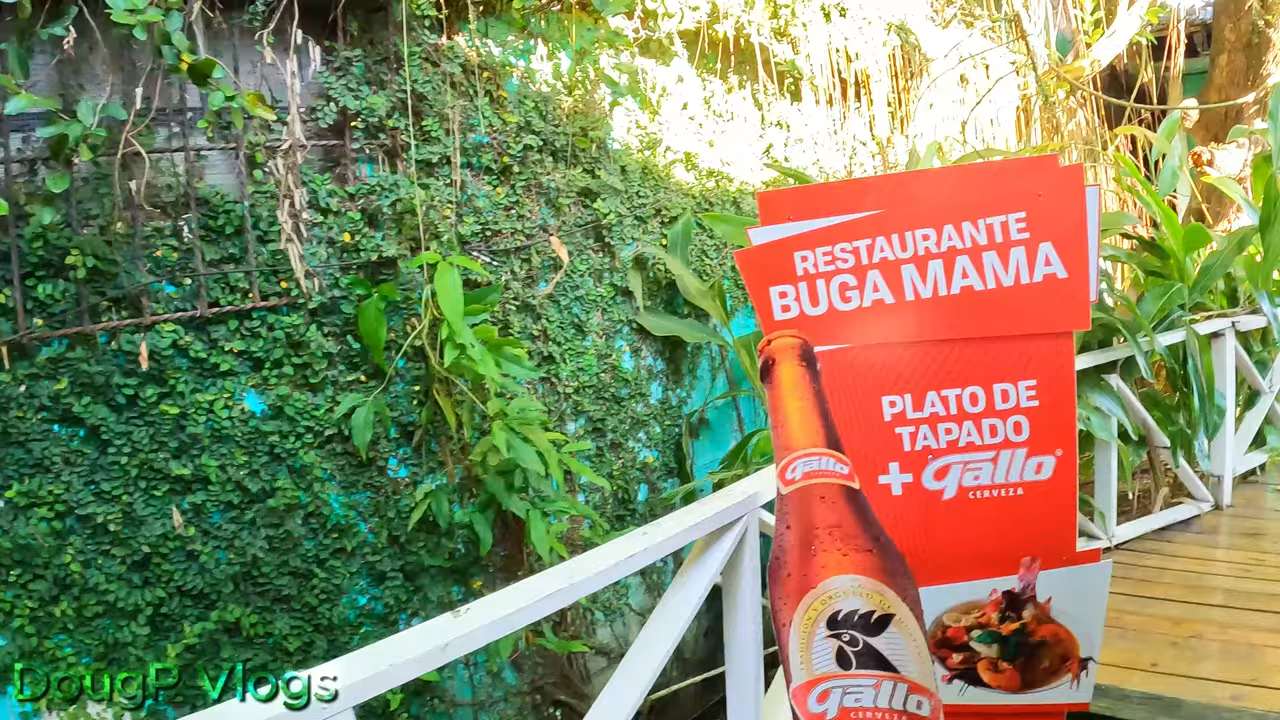 RESTAURANTE
BUGA MAMA
PLATO DE
TAPADO
+ Gallo
CERVEZA
Gallo
Gallo
CERVEZA
DougP. Vlogs